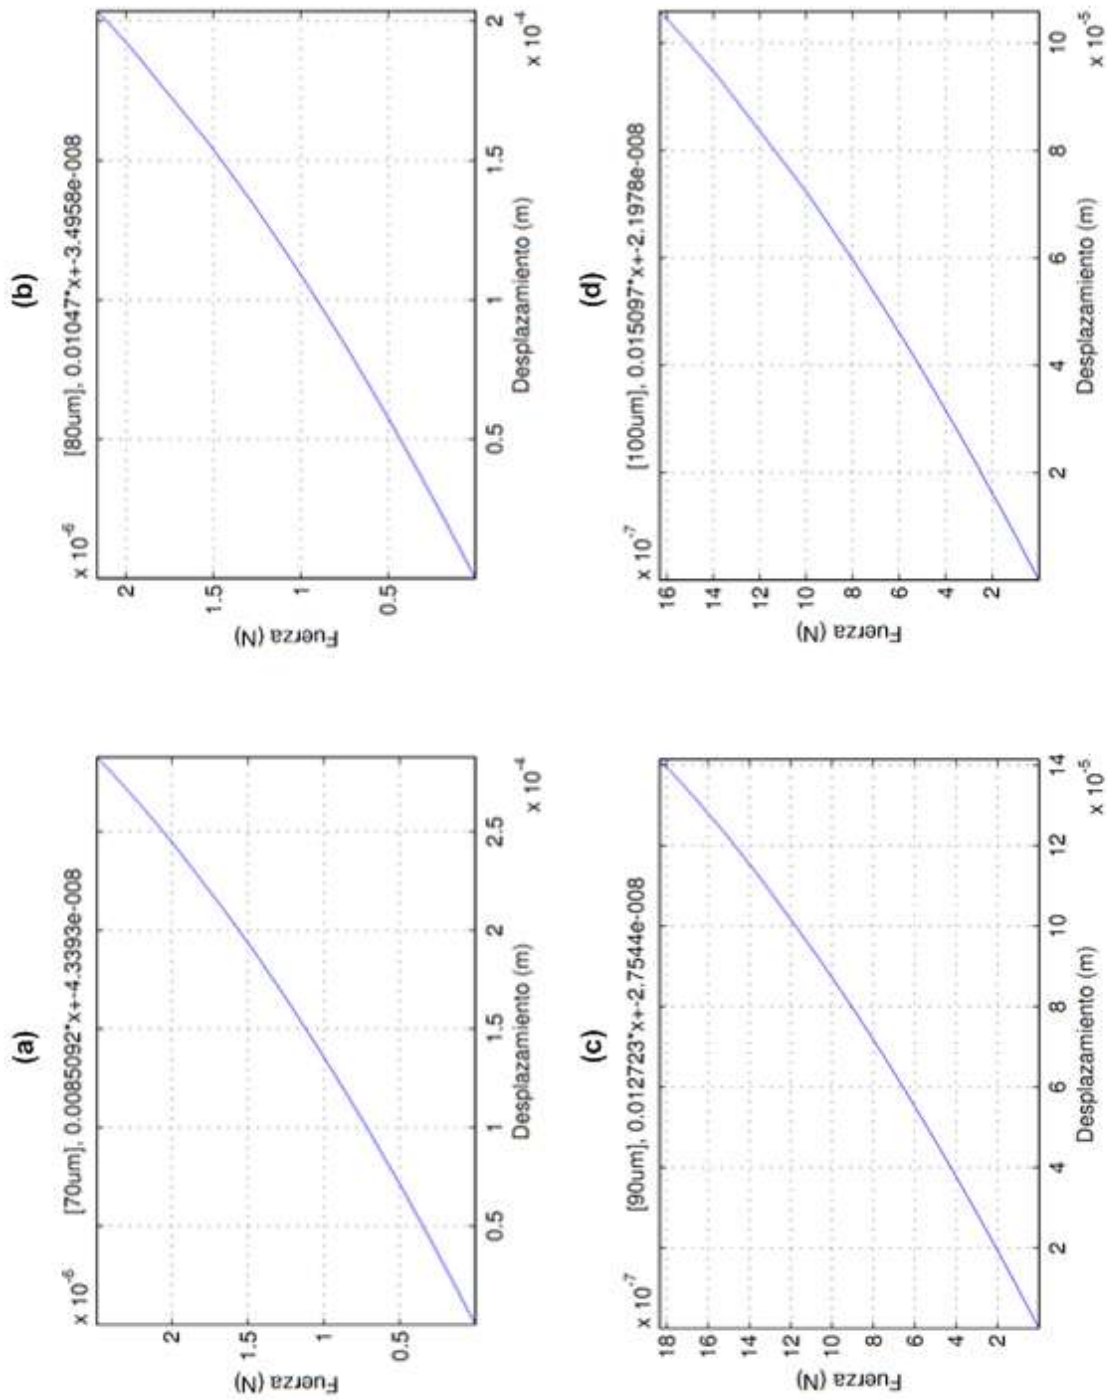 (a)
[70um], 0.0085092*x+-4.3393e-008
x 10-6
2
1.5
1
0.5
Fuerza (N)
0.5
1
1.5
2
2.5
x 10-4
Desplazamiento (m)
(b)
[80um], 0.01047*x+-3.4958e-008
x 10-6
2
1.5
1
0.5
Fuerza (N)
0.5
1
1.5
2
x 10-4
Desplazamiento (m)
(c)
[90um], 0.012723*x+-2.7544e-008
x 10-7
18
16
14
12
10
8
6
4
2
Fuerza (N)
2
4
6
8
10
12
14
x 10-5
Desplazamiento (m)
(d)
[100um], 0.015097*x+-2.1978e-008
x 10-7
16
14
12
10
8
6
4
2
Fuerza (N)
2
4
6
8
10
x 10-5
Desplazamiento (m)